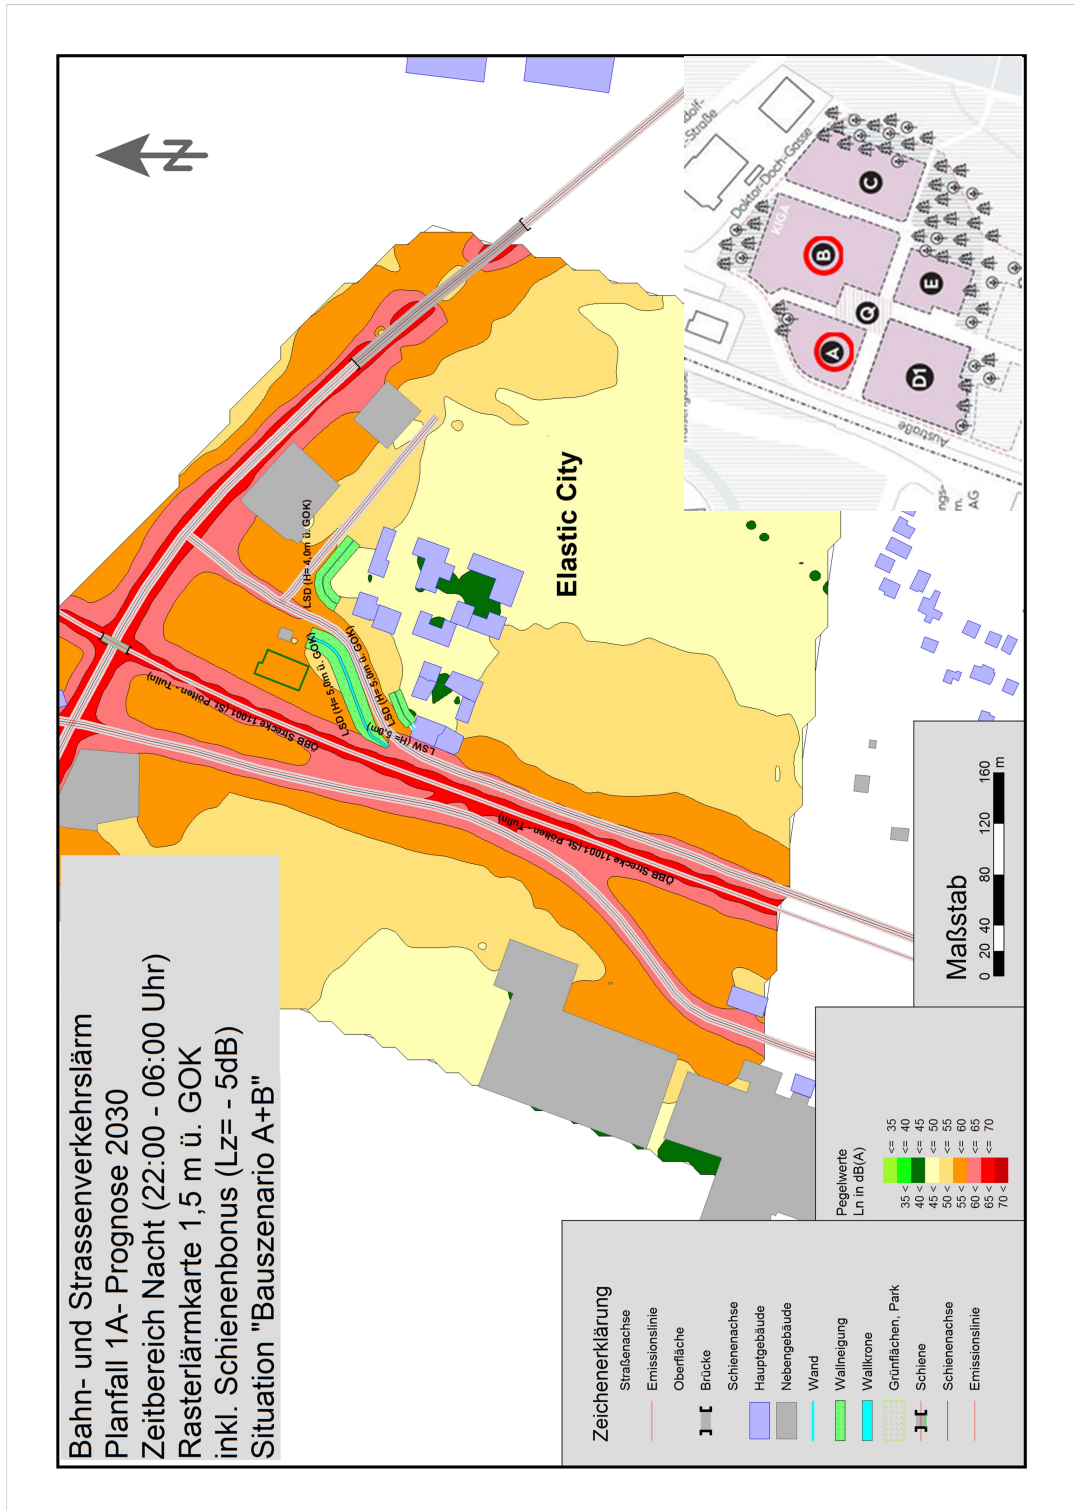 Bahn- und Strassenverkehrslärm
Planfall 1A- Prognose 2030
Zeitbereich Nacht (22:00 - 06:00 Uhr)
Rasterlärmkarte 1,5 m ü. GOK
inkl. Schienenbonus (Lz= - 5dB)
Situation "Bauszenario A+B"
N
ÖBB Strecke 11001 (St. Pölten - Tulln)
ÖBB Strecke 11001 (St. Pölten - Tulln)
LSD (H= 4,0m ü. GOK)
LSD (H= 5,0m ü. GOK)
LSD (H= 5,0m ü. GOK)
LSW (H= 5,0m)
Elastic City
dolf-
-Straße
Doktor-Doch-Gasse
KIGA
A
B
C
Q
E
D1
Austraße
ngs-
m.
AG
Maßstab
0 20 40 80 120 160
m
Pegelwerte
Ln in dB(A)
<= 35
35 < <= 40
40 < <= 45
45 < <= 50
50 < <= 55
55 < <= 60
60 < <= 65
65 < <= 70
70 <
Zeichenerklärung
Straßenachse
Emissionslinie
Oberfläche
Brücke
Schienenachse
Hauptgebäude
Nebengebäude
Wand
Wallneigung
Wallkrone
Grünflächen, Park
Schiene
Schienenachse
Emissionslinie